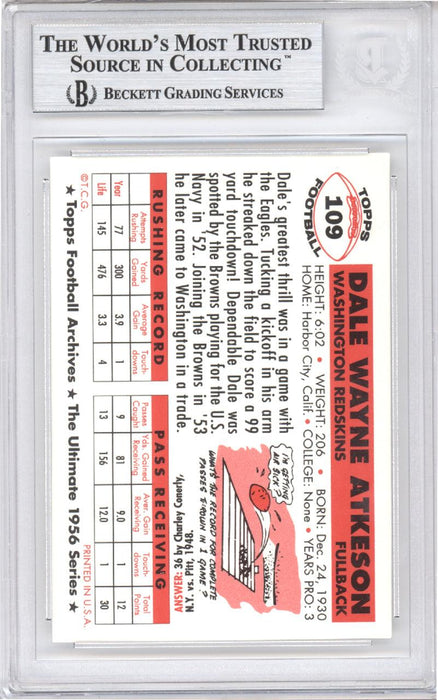 THE WORLD'S MOST TRUSTED
SOURCE IN COLLECTING™
B BECKETT GRADING SERVICES
TOPPS
109
FOOTBALL
DALE WAYNE ATKESON
WASHINGTON REDSKINS
FULLBACK
HEIGHT: 6:02 • WEIGHT: 206 • BORN: Dec. 24, 1930
HOME: Harbor City, Calif. • COLLEGE: None • YEARS PRO: 3
Dale's greatest thrill was in a game with
the Eagles. Tucking a kickoff in his arm
he streaked down the field to score a 99
yard touchdown! Dependable Dale was
spotted by the Browns playing for the U.S.
Navy in '52. Joining the Browns in '53
he later came to Washington in a trade.
I'M GETTING
AIR SICK?
WHAT'S THE RECORD FOR COMPLETE
PASSES THROWN IN 1 GAME?
ANSWER: 36 by Charley Conerly,
N.Y. vs. Pitt, 1948.
RUSHING RECORD
Year Attempts Rushing Yards Gained Average Gain Touch-downs
Year 77 300 3.9 1
Life 145 476 3.3 4
PASS RECEIVING
Passes Caught Yds. Gained Receiving Aver. Gain Receiving Touch-downs Total Points
9 81 9.0 1 12
13 156 12.0 1 30
©T.C.G. ★ Topps Football Archives ★ The Ultimate 1956 Series ★ PRINTED IN U.S.A.